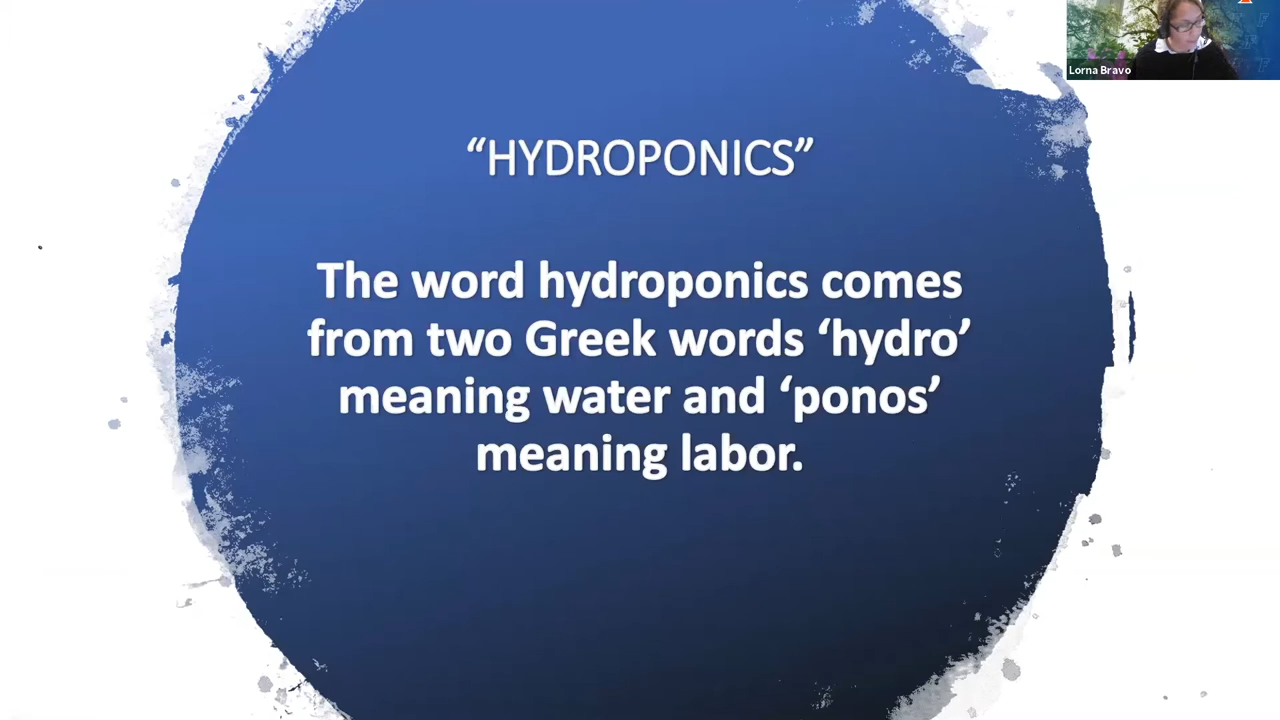 Lorna Bravo
“HYDROPONICS”
The word hydroponics comes
from two Greek words ‘hydro’
meaning water and ‘ponos’
meaning labor.